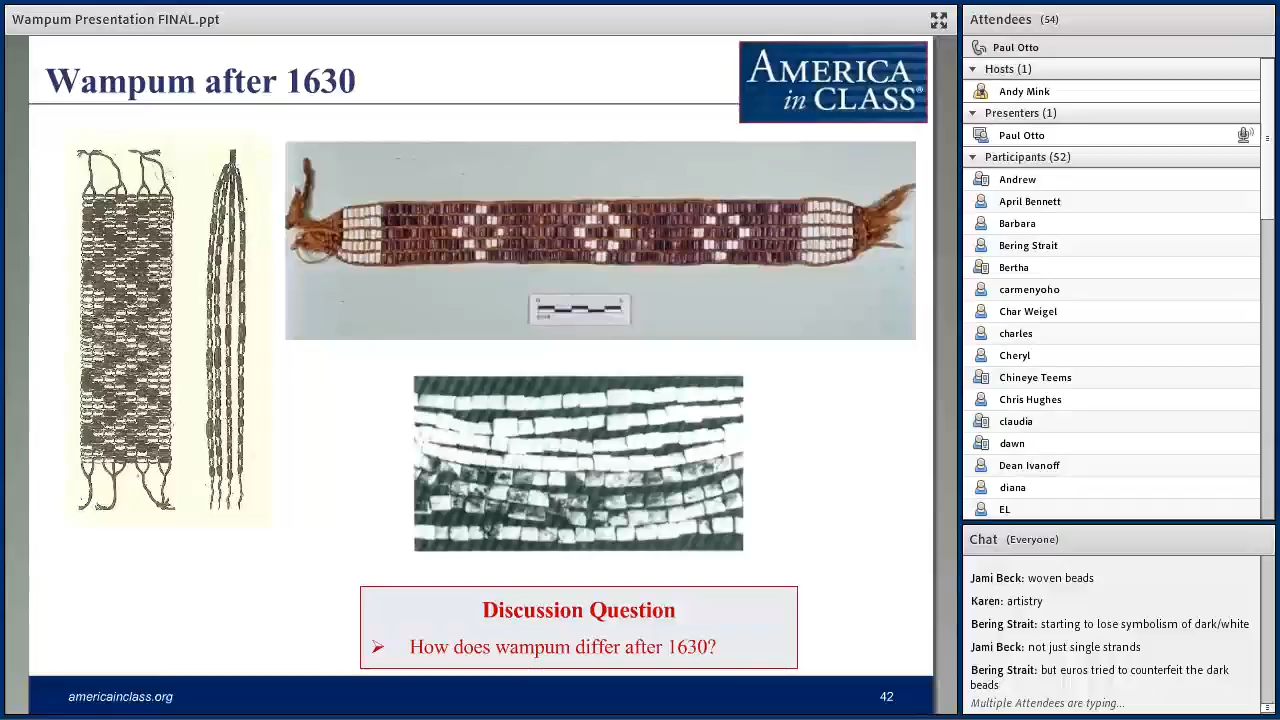 Wampum Presentation FINAL.ppt
Wampum after 1630
AMERICA
in CLASS®
Discussion Question
How does wampum differ after 1630?
americainclass.org
42
Attendees (54)
Paul Otto
Hosts (1)
Andy Mink
Presenters (1)
Paul Otto
Participants (52)
Andrew
April Bennett
Barbara
Bering Strait
Bertha
carmenyoho
Char Weigel
charles
Cheryl
Chineye Teems
Chris Hughes
claudia
dawn
Dean Ivanoff
diana
EL
Chat (Everyone)
Jami Beck: woven beads
Karen: artistry
Bering Strait: starting to lose symbolism of dark/white
Jami Beck: not just single strands
Bering Strait: but euros tried to counterfeit the dark
beads
Multiple Attendees are typing...